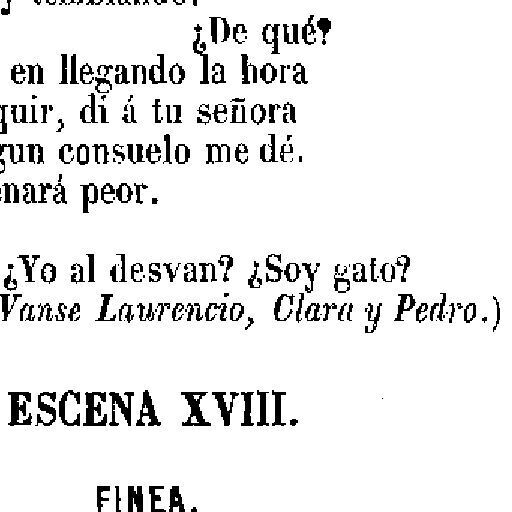 y temblando.
¿De qué?
en llegando la hora
quir, di á tu señora
gun consuelo me dé.
nará peor.
¿Yo al desvan? ¿Soy gato?
Vanse Laurencio, Clara y Pedro.)
ESCENA XVIII.
FINEA.